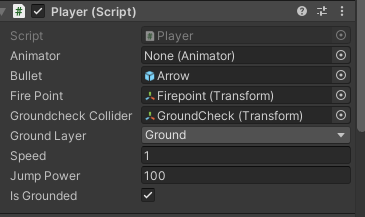 Player (Script)
Script Player
Animator None (Animator)
Bullet Arrow
Fire Point Firepoint (Transform)
Groundcheck Collider GroundCheck (Transform)
Ground Layer Ground
Speed 1
Jump Power 100
Is Grounded